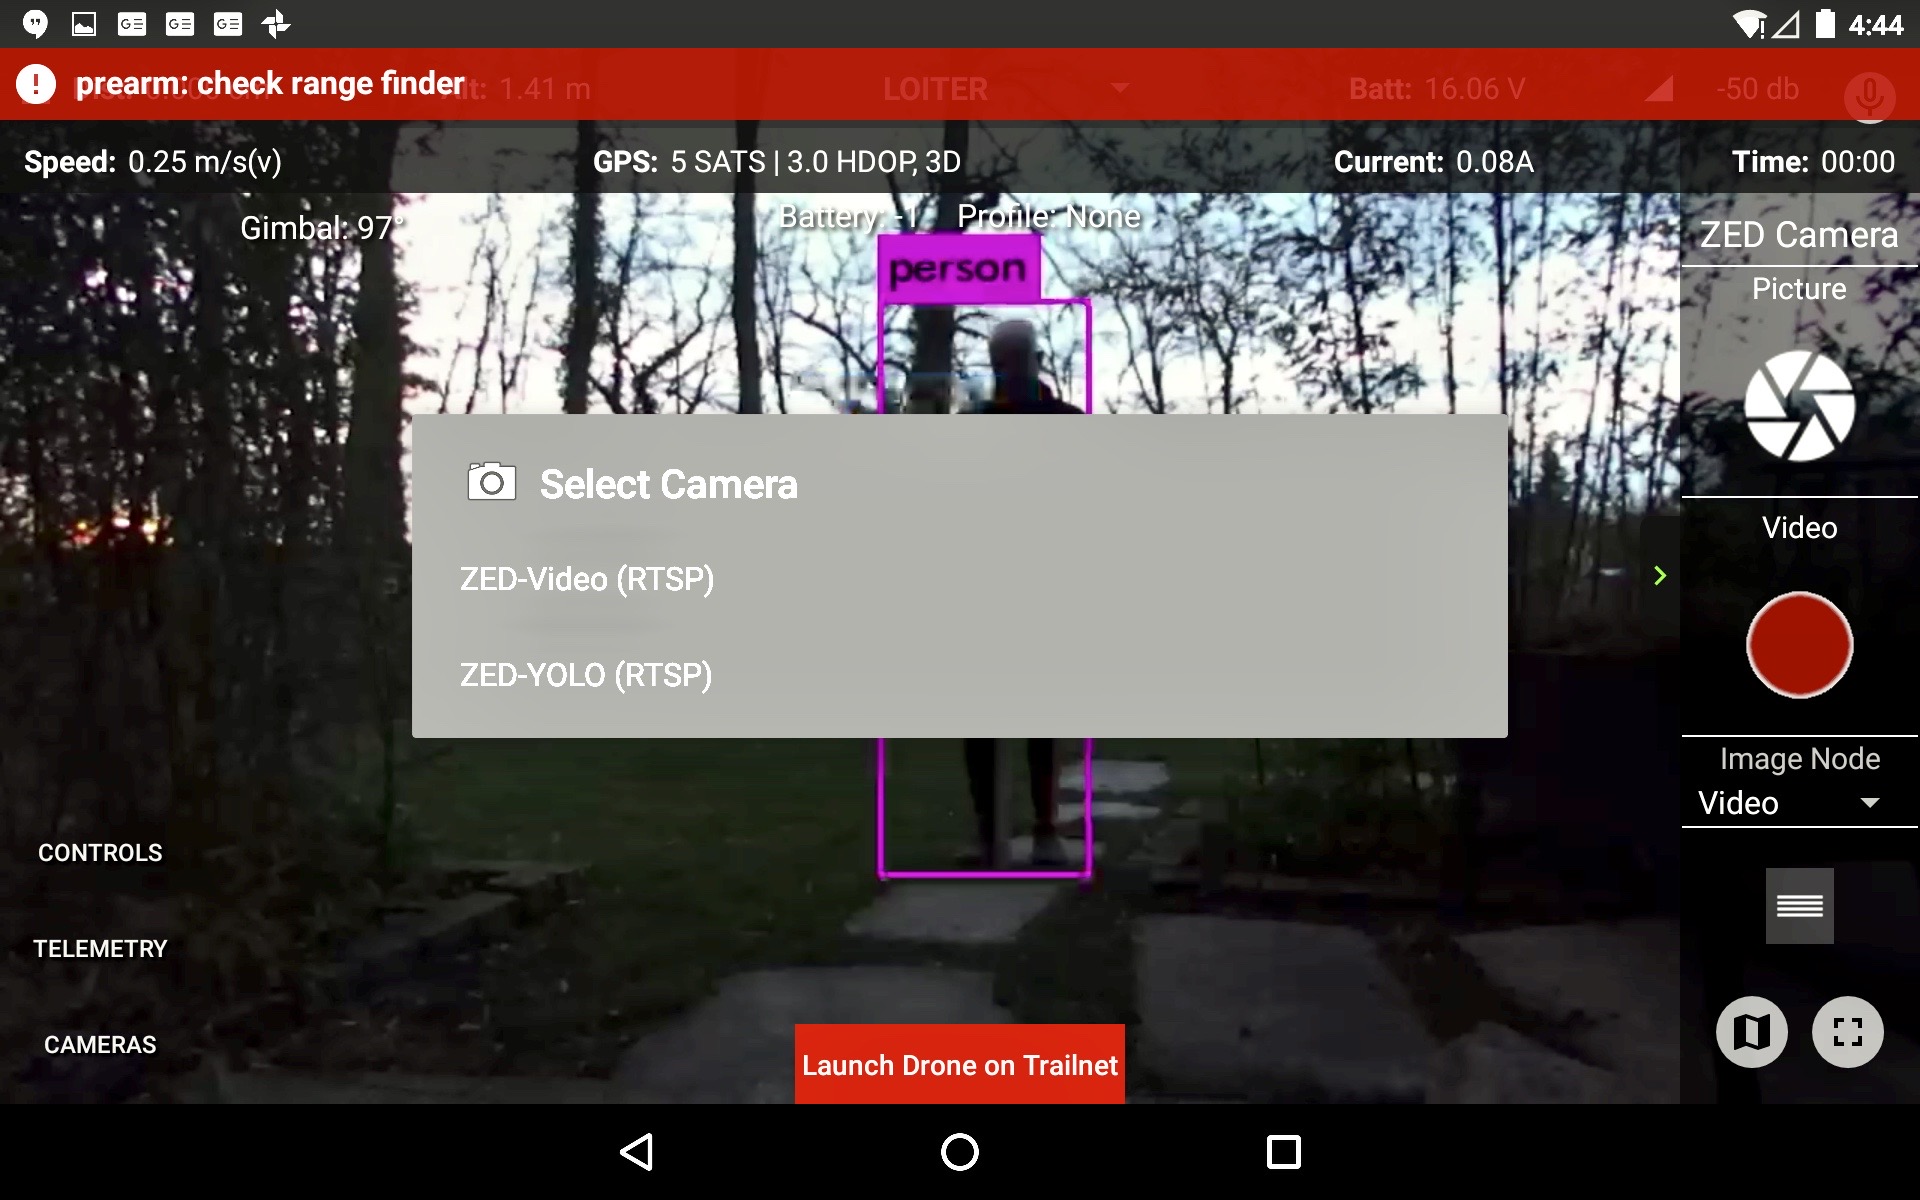 4:44
prearm: check range finder
Alt: 1.41 m
LOITER
Batt: 16.06 V
-50 db
Speed: 0.25 m/s(v)
GPS: 5 SATS | 3.0 HDOP, 3D
Current: 0.08A
Time: 00:00
Gimbal: 97°
Battery: -1 Profile: None
person
ZED Camera
Picture
Select Camera
ZED-Video (RTSP)
ZED-YOLO (RTSP)
Video
Image Node
Video
CONTROLS
TELEMETRY
CAMERAS
Launch Drone on Trailnet